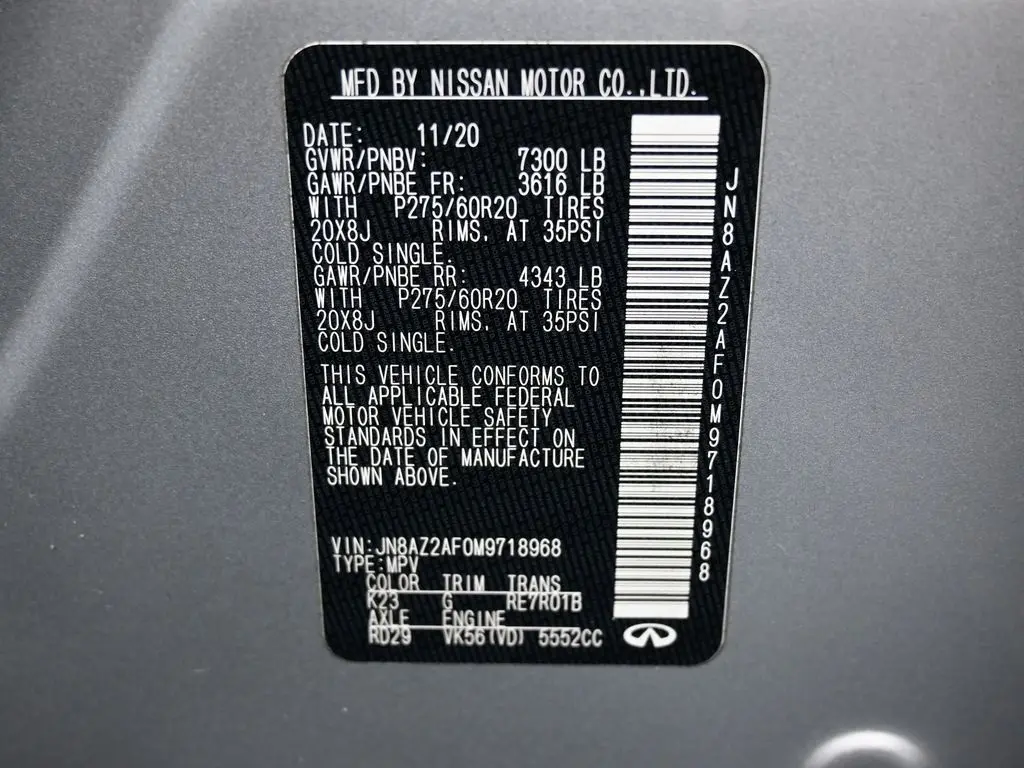 MFD BY NISSAN MOTOR CO.,LTD.
DATE: 11/20
GVWR/PNBV: 7300 LB
GAWR/PNBE FR: 3616 LB
WITH P275/60R20 TIRES
20X8J RIMS, AT 35PSI
COLD SINGLE.
GAWR/PNBE RR: 4343 LB
WITH P275/60R20 TIRES
20X8J RIMS, AT 35PSI
COLD SINGLE.
THIS VEHICLE CONFORMS TO
ALL APPLICABLE FEDERAL
MOTOR VEHICLE SAFETY
STANDARDS IN EFFECT ON
THE DATE OF MANUFACTURE
SHOWN ABOVE.
VIN:JN8AZ2AF0M9718968
TYPE:MPV
COLOR TRIM TRANS
K23 G RE7R01B
AXLE ENGINE
RD29 VK56(VD) 5552CC
JN8AZ2AF0M9718968